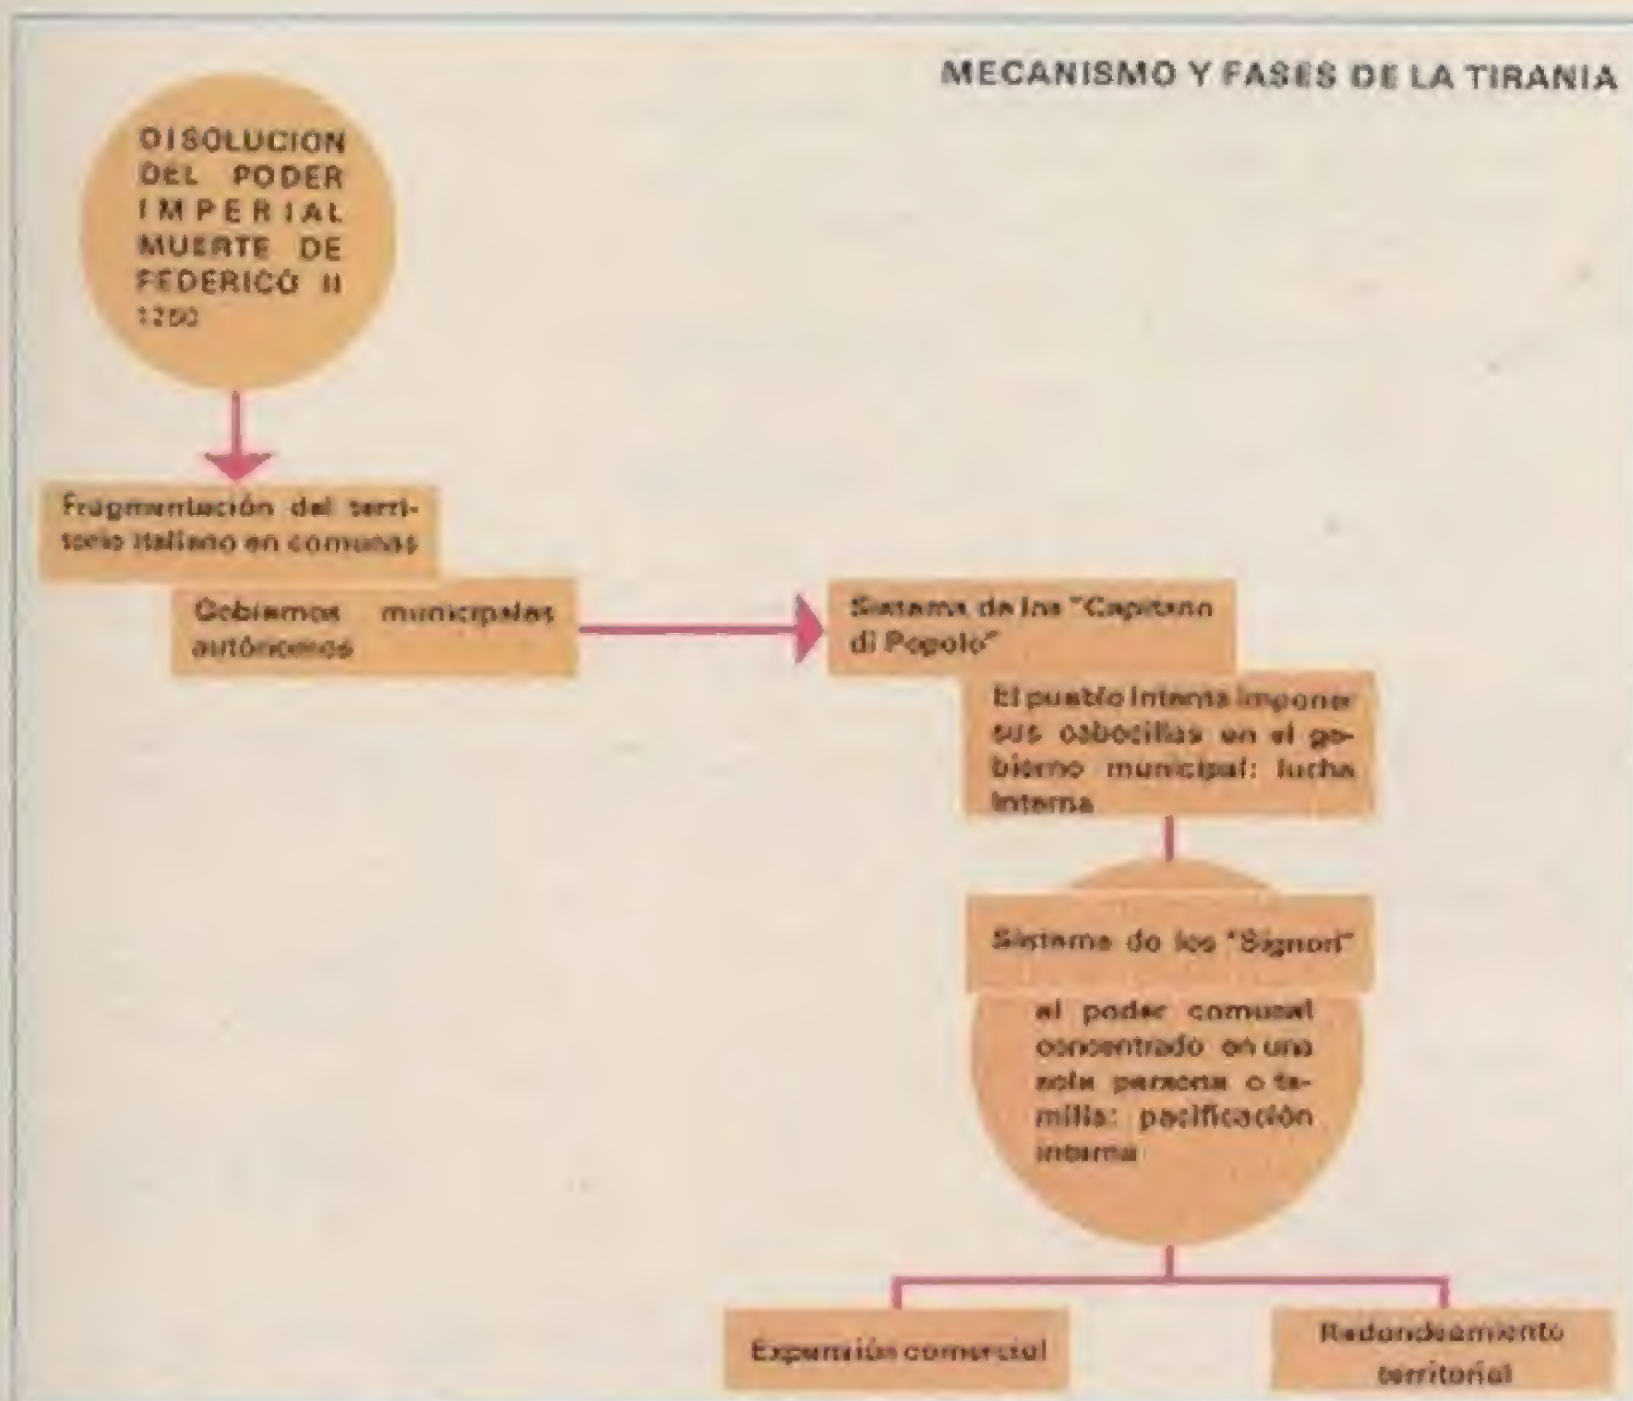 MECANISMO Y FASES DE LA TIRANIA
DISOLUCION
DEL PODER
IMPERIAL
MUERTE DE
FEDERICO II
1250
Fragmentación del terri-
torio italiano en comunas
Gobiernos municipales
autónomos
Sistema de los "Capitano
di Popolo"
El pueblo intenta imponer
sus cabecillas en el go-
bierno municipal: lucha
interna
Sistema de los "Signori"
el poder comunal
concentrado en una
sola persona o fa-
milia: pacificación
interna
Expansión comercial
Redondeamiento
territorial